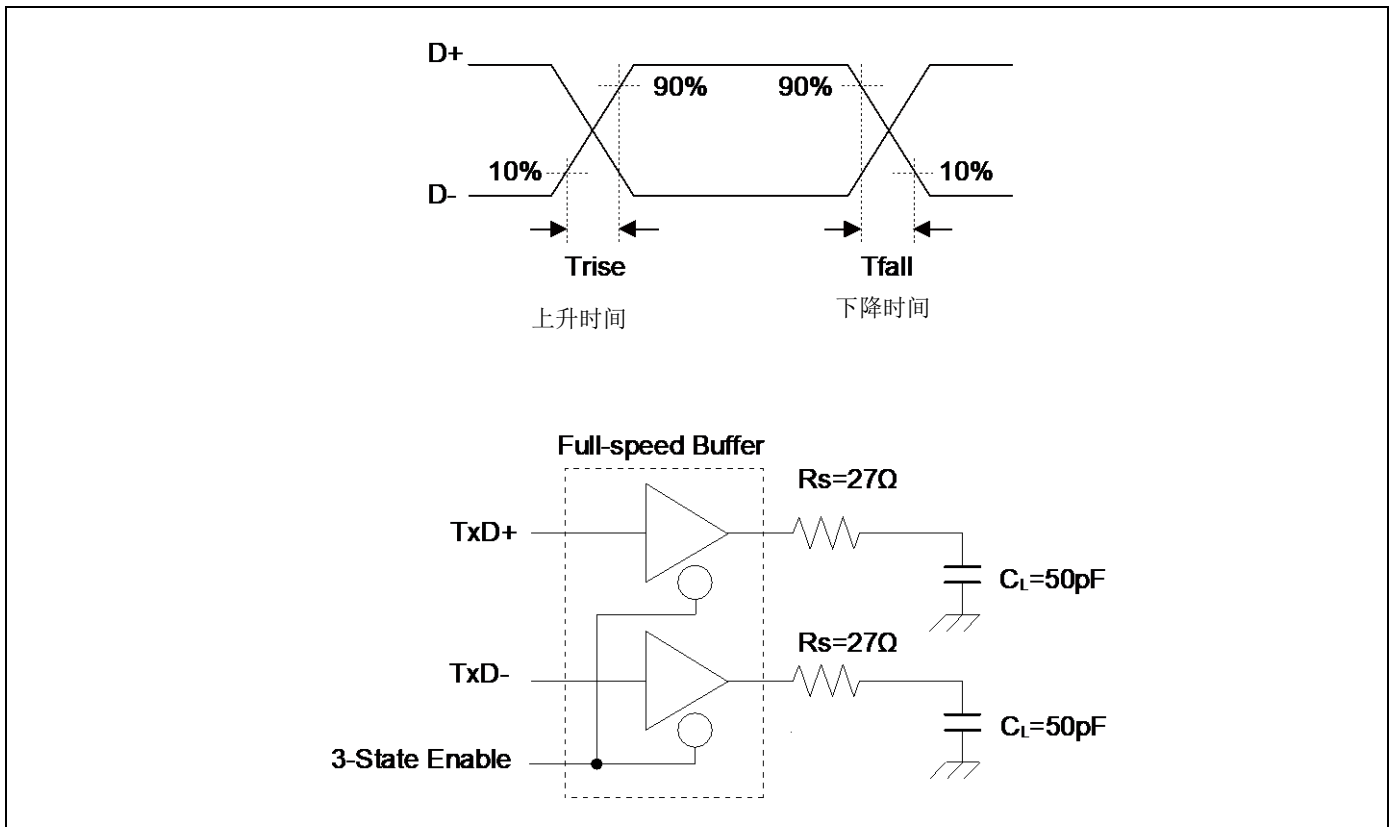 D+
90%
90%
10%
10%
D-
Trise
Tfall
上升时间
下降时间
Full-speed Buffer
Rs=27Ω
TxD+
CL=50pF
Rs=27Ω
TxD-
CL=50pF
3-State Enable